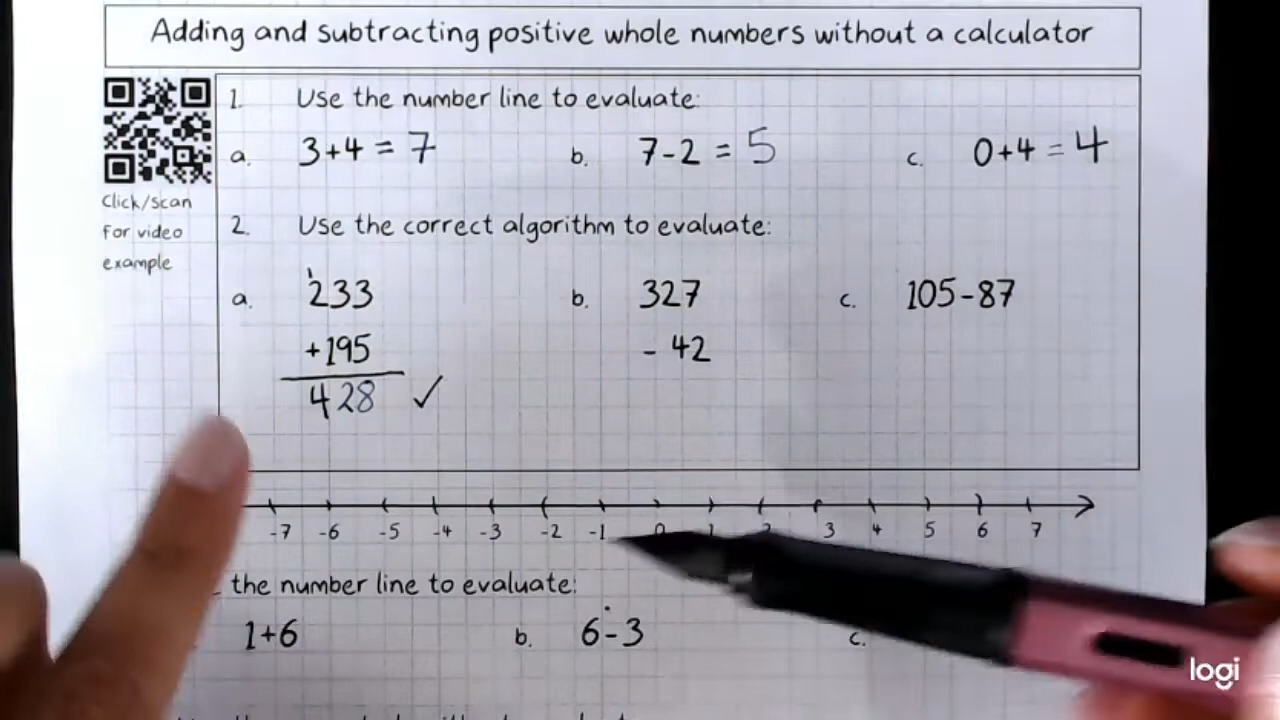 Adding and subtracting positive whole numbers without a calculator
Click/scan
for video
example
1. Use the number line to evaluate:
a. 3+4 = 7 b. 7-2 = 5 c. 0+4 = 4
2. Use the correct algorithm to evaluate:
a. 233 b. 327 c. 105-87
1
+195 - 42
428 ✓
-7 -6 -5 -4 -3 -2 -1 0 1 2 3 4 5 6 7
the number line to evaluate:
1+6 b. 6-3 c.
logi